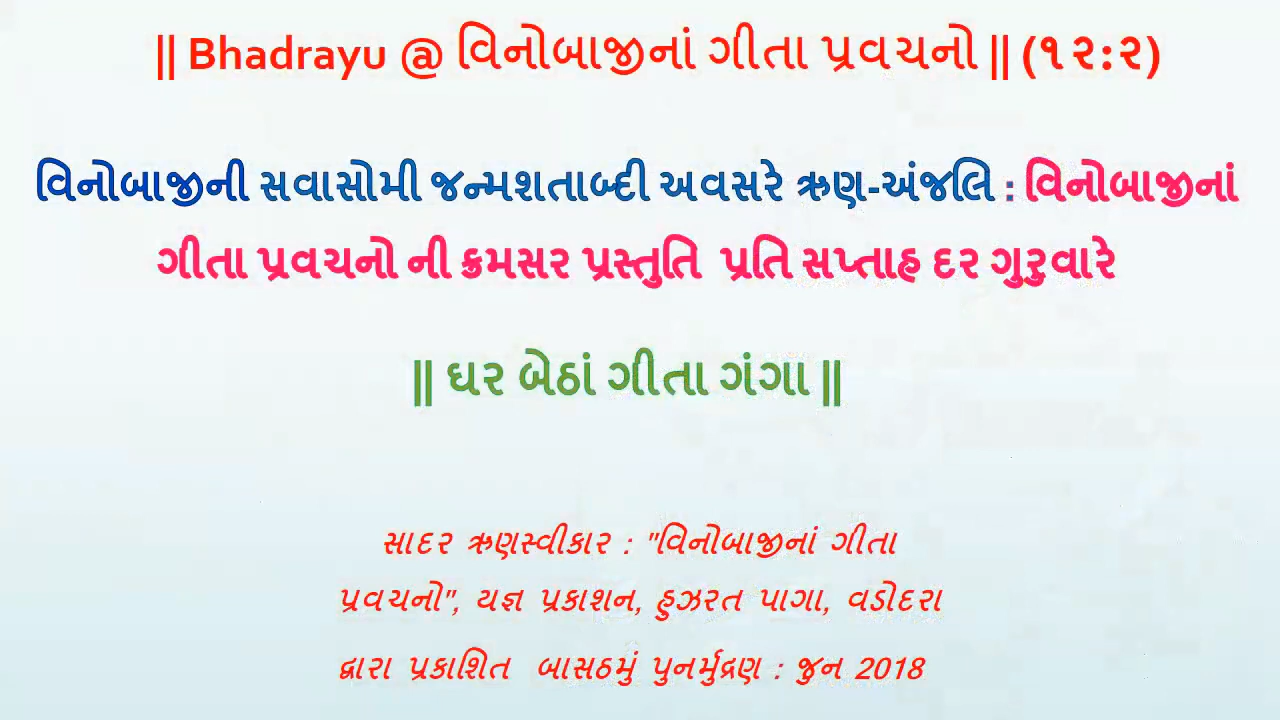 || Bhadrayu @ વિનોબાજીનાં ગીતા પ્રવચનો || (૧૨:૨)
વિનોબાજીની સવાસોમી જન્મશતાબ્દી અવસરે ઋણ-અંજલિ : વિનોબાજીનાં
ગીતા પ્રવચનો ની ક્રમસર પ્રસ્તુતિ પ્રતિ સપ્તાહ દર ગુરુવારે
|| ઘર બેઠાં ગીતા ગંગા ||
સાદર ઋણસ્વીકાર : "વિનોબાજીનાં ગીતા
પ્રવચનો", યજ્ઞ પ્રકાશન, હુઝરત પાગા, વડોદરા
દ્વારા પ્રકાશિત બાસઠમું પુનર્મુદ્રણ : જુન 2018